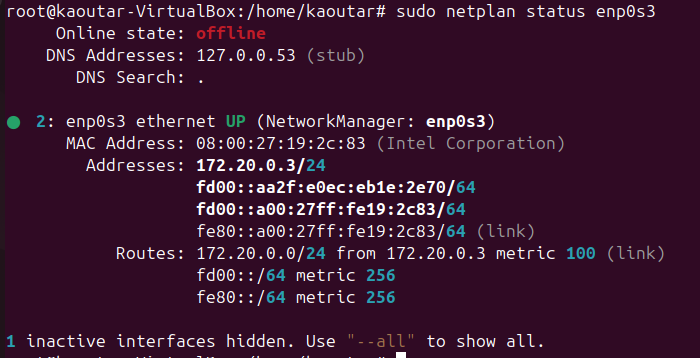 root@kaoutar-VirtualBox:/home/kaoutar# sudo netplan status enp0s3
Online state: offline
DNS Addresses: 127.0.0.53 (stub)
DNS Search: .
● 2: enp0s3 ethernet UP (NetworkManager: enp0s3)
MAC Address: 08:00:27:19:2c:83 (Intel Corporation)
Addresses: 172.20.0.3/24
fd00::aa2f:e0ec:eb1e:2e70/64
fd00::a00:27ff:fe19:2c83/64
fe80::a00:27ff:fe19:2c83/64 (link)
Routes: 172.20.0.0/24 from 172.20.0.3 metric 100 (link)
fd00::/64 metric 256
fe80::/64 metric 256
1 inactive interfaces hidden. Use "--all" to show all.